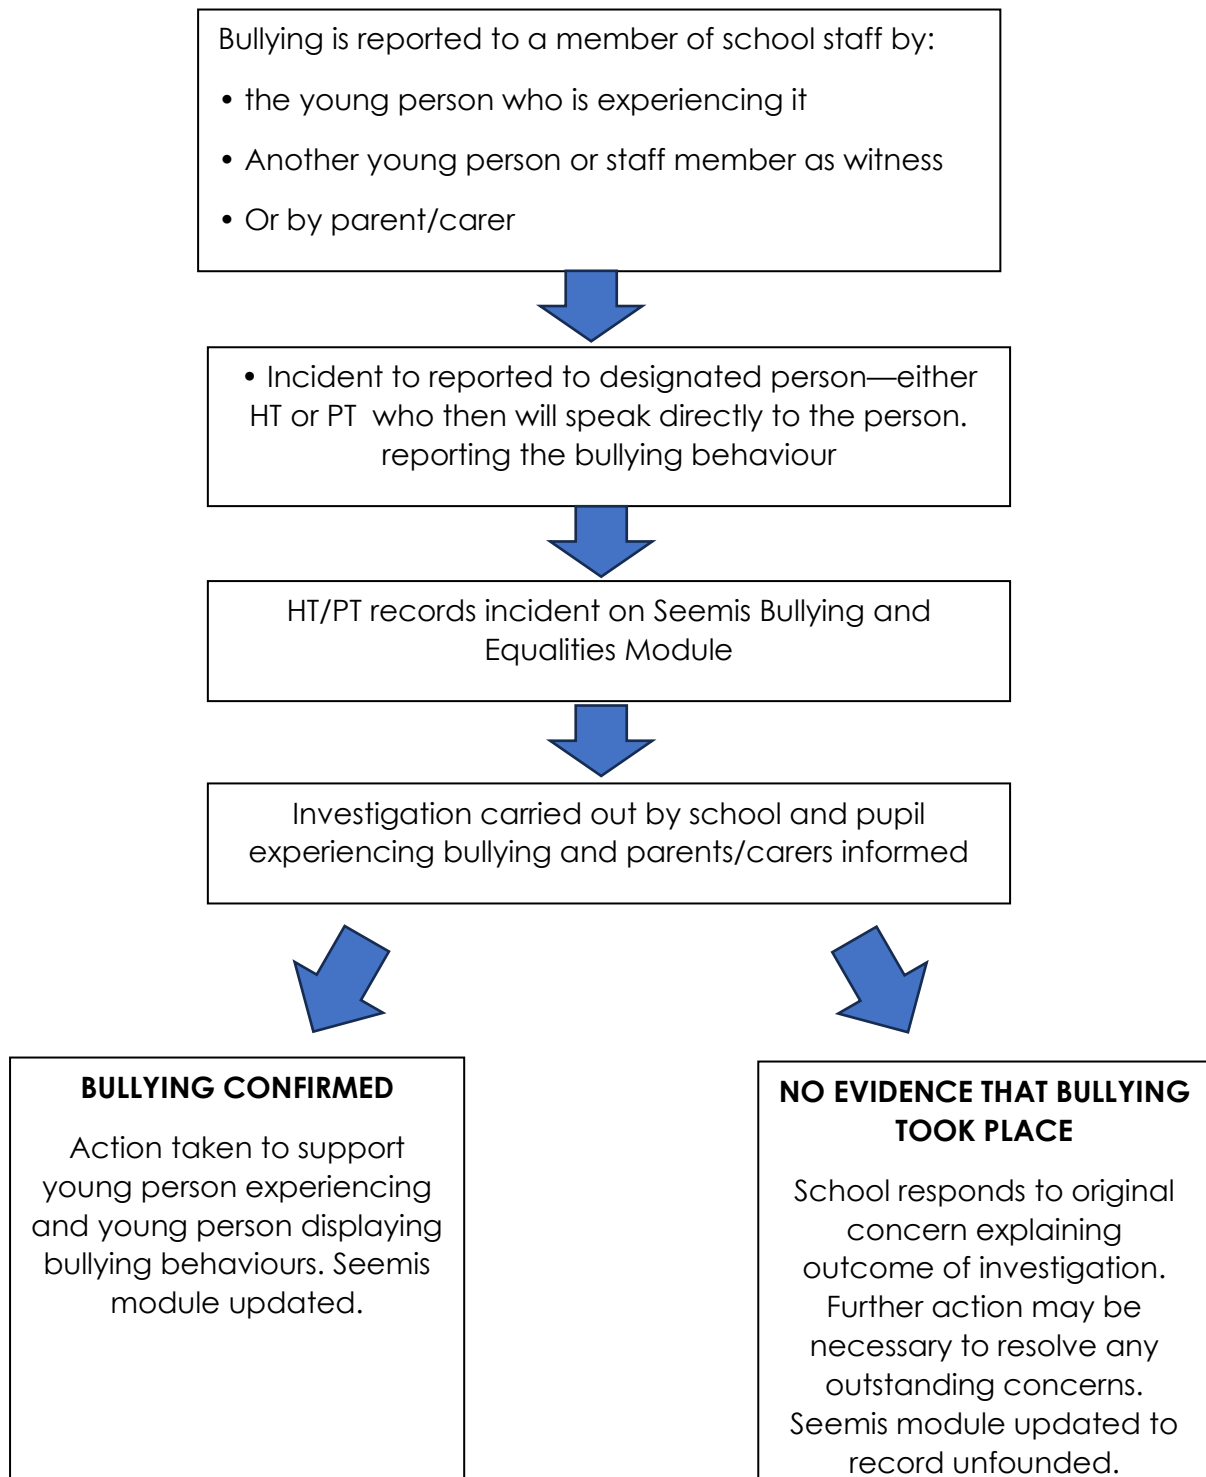 Bullying is reported to a member of school staff by:
• the young person who is experiencing it
• Another young person or staff member as witness
• Or by parent/carer
• Incident to reported to designated person—either
HT or PT  who then will speak directly to the person.
reporting the bullying behaviour
HT/PT records incident on Seemis Bullying and
Equalities Module
Investigation carried out by school and pupil
experiencing bullying and parents/carers informed
BULLYING CONFIRMED
Action taken to support
young person experiencing
and young person displaying
bullying behaviours. Seemis
module updated.
NO EVIDENCE THAT BULLYING
TOOK PLACE
School responds to original
concern explaining
outcome of investigation.
Further action may be
necessary to resolve any
outstanding concerns.
Seemis module updated to
record unfounded.